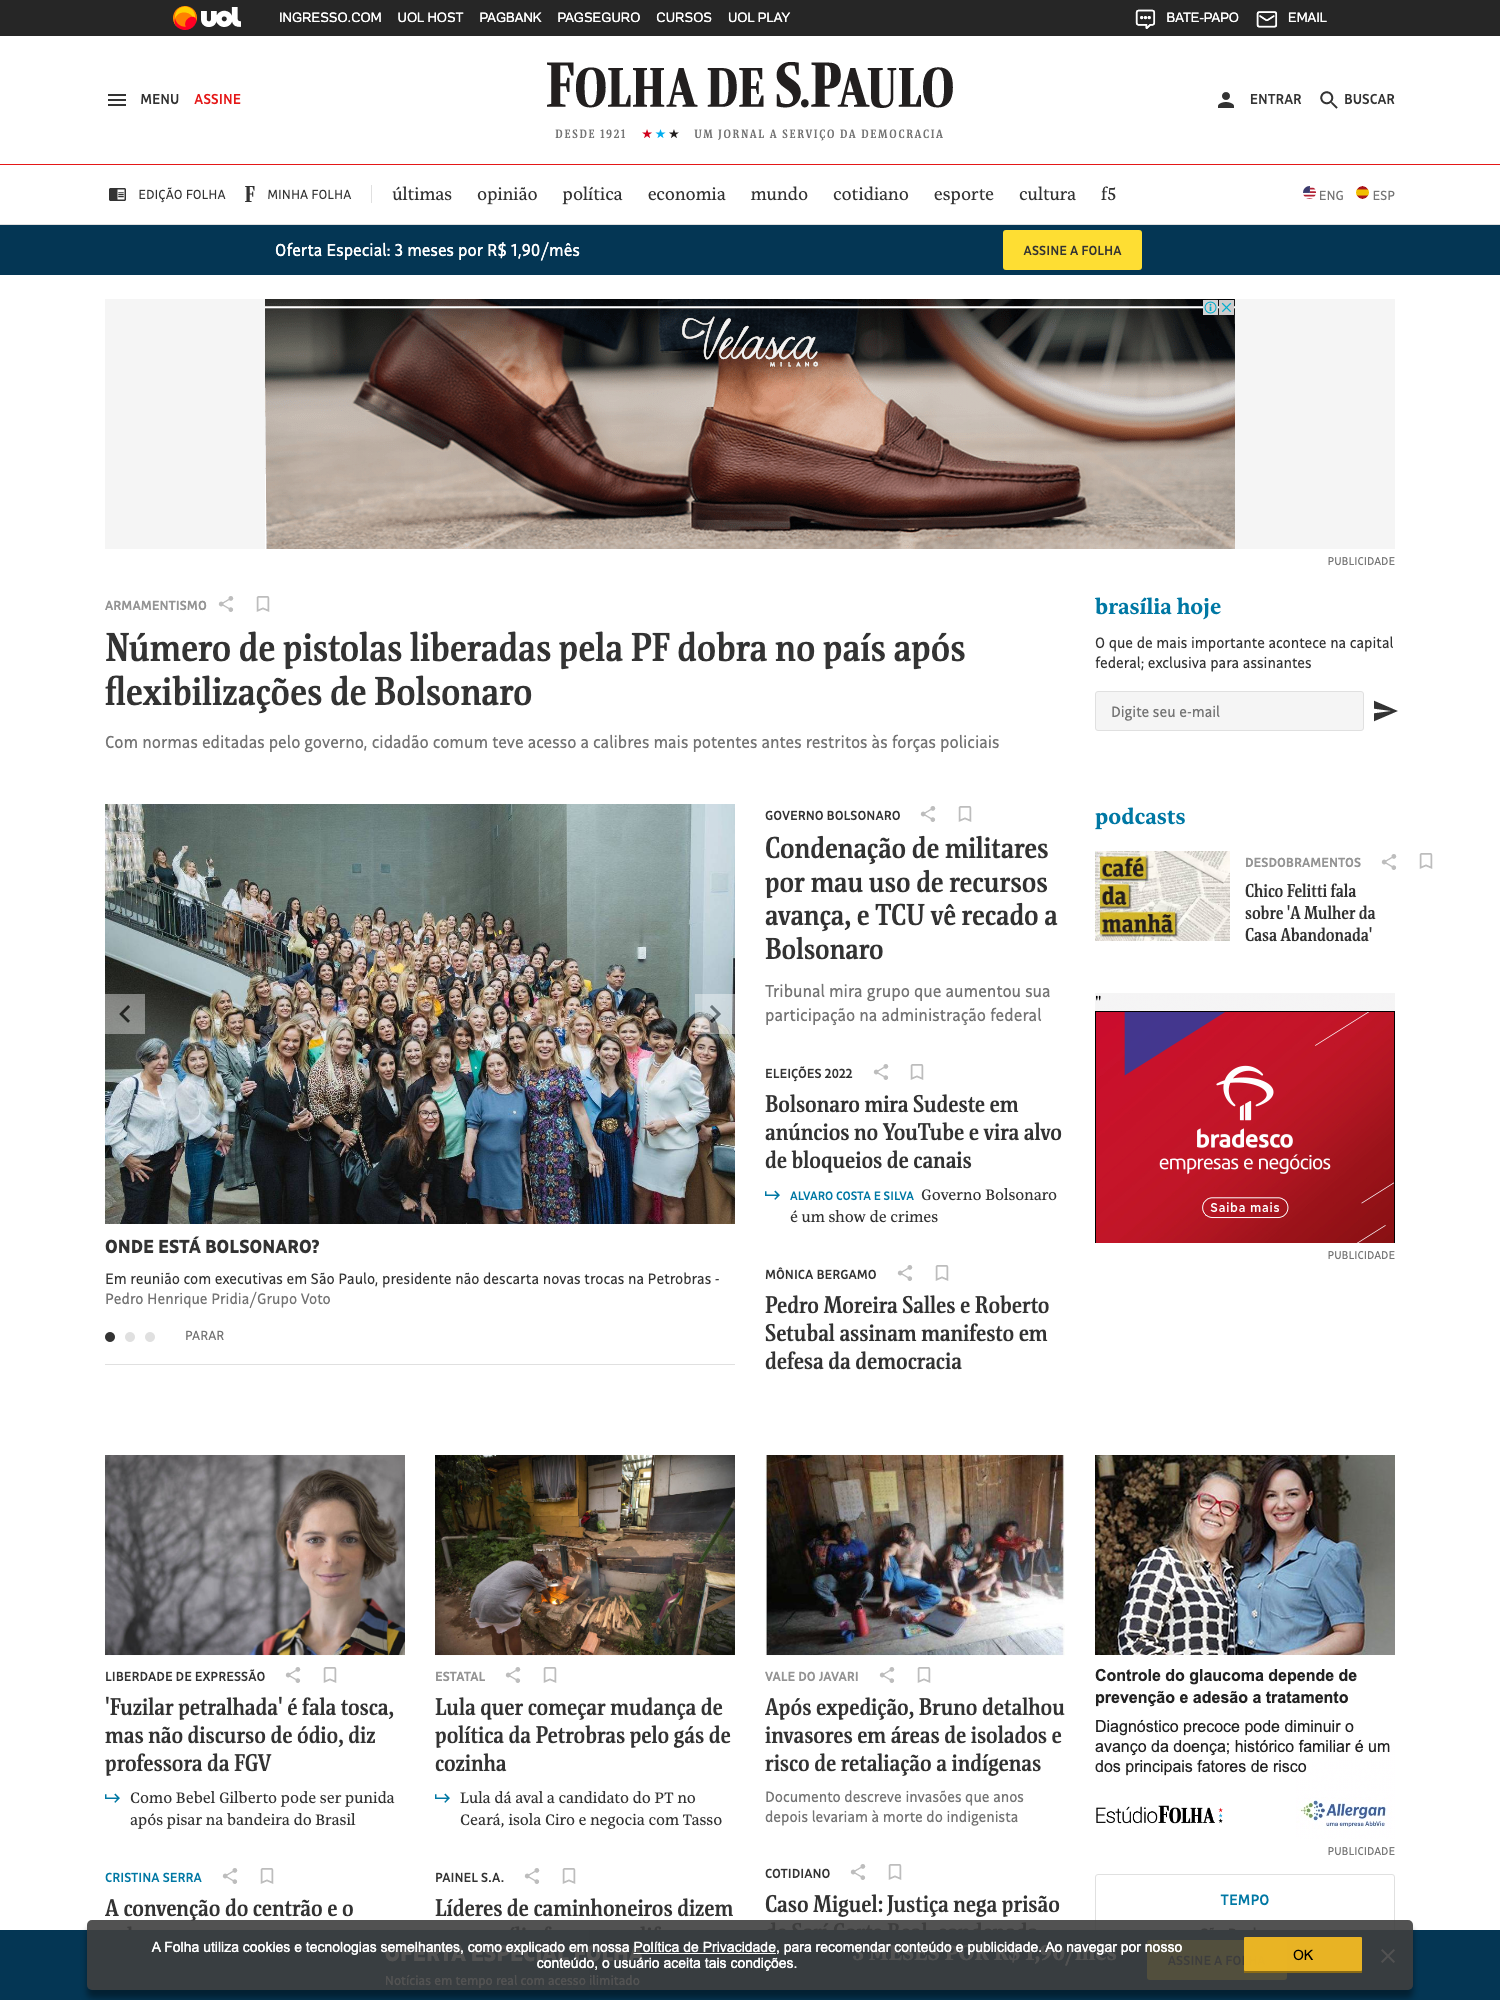 uol INGRESSO.COM UOL HOST PAGBANK PAGSEGURO CURSOS UOL PLAY BATE-PAPO EMAIL
MENU ASSINE
FOLHA DE S.PAULO
DESDE 1921 ★★★ UM JORNAL A SERVIÇO DA DEMOCRACIA
ENTRAR BUSCAR
EDIÇÃO FOLHA F MINHA FOLHA últimas opinião política economia mundo cotidiano esporte cultura f5 ENG ESP
Oferta Especial: 3 meses por R$ 1,90/mês ASSINE A FOLHA
Velasca
MILANO
PUBLICIDADE
ARMAMENTISMO
Número de pistolas liberadas pela PF dobra no país após
flexibilizações de Bolsonaro
Com normas editadas pelo governo, cidadão comum teve acesso a calibres mais potentes antes restritos às forças policiais
brasília hoje
O que de mais importante acontece na capital
federal; exclusiva para assinantes
Digite seu e-mail
ONDE ESTÁ BOLSONARO?
Em reunião com executivas em São Paulo, presidente não descarta novas trocas na Petrobras -
Pedro Henrique Pridia/Grupo Voto
PARAR
GOVERNO BOLSONARO
Condenação de militares
por mau uso de recursos
avança, e TCU vê recado a
Bolsonaro
Tribunal mira grupo que aumentou sua
participação na administração federal
ELEIÇÕES 2022
Bolsonaro mira Sudeste em
anúncios no YouTube e vira alvo
de bloqueios de canais
ALVARO COSTA E SILVA Governo Bolsonaro
é um show de crimes
MÔNICA BERGAMO
Pedro Moreira Salles e Roberto
Setubal assinam manifesto em
defesa da democracia
podcasts
café
da
manhã
DESDOBRAMENTOS
Chico Felitti fala
sobre 'A Mulher da
Casa Abandonada'
"
bradesco
empresas e negócios
Saiba mais
PUBLICIDADE
LIBERDADE DE EXPRESSÃO
'Fuzilar petralhada' é fala tosca,
mas não discurso de ódio, diz
professora da FGV
Como Bebel Gilberto pode ser punida
após pisar na bandeira do Brasil
CRISTINA SERRA
A convenção do centrão e o
ESTATAL
Lula quer começar mudança de
política da Petrobras pelo gás de
cozinha
Lula dá aval a candidato do PT no
Ceará, isola Ciro e negocia com Tasso
PAINEL S.A.
Líderes de caminhoneiros dizem
VALE DO JAVARI
Após expedição, Bruno detalhou
invasores em áreas de isolados e
risco de retaliação a indígenas
Documento descreve invasões que anos
depois levariam à morte do indigenista
COTIDIANO
Caso Miguel: Justiça nega prisão
Controle do glaucoma depende de
prevenção e adesão a tratamento
Diagnóstico precoce pode diminuir o
avanço da doença; histórico familiar é um
dos principais fatores de risco
EstúdioFOLHA Allergan
uma empresa AbbVie
PUBLICIDADE
TEMPO
A Folha utiliza cookies e tecnologias semelhantes, como explicado em nossa Política de Privacidade, para recomendar conteúdo e publicidade. Ao navegar por nosso
conteúdo, o usuário aceita tais condições.
OK
Notícias em tempo real com acesso ilimitado
ASSINE A FO